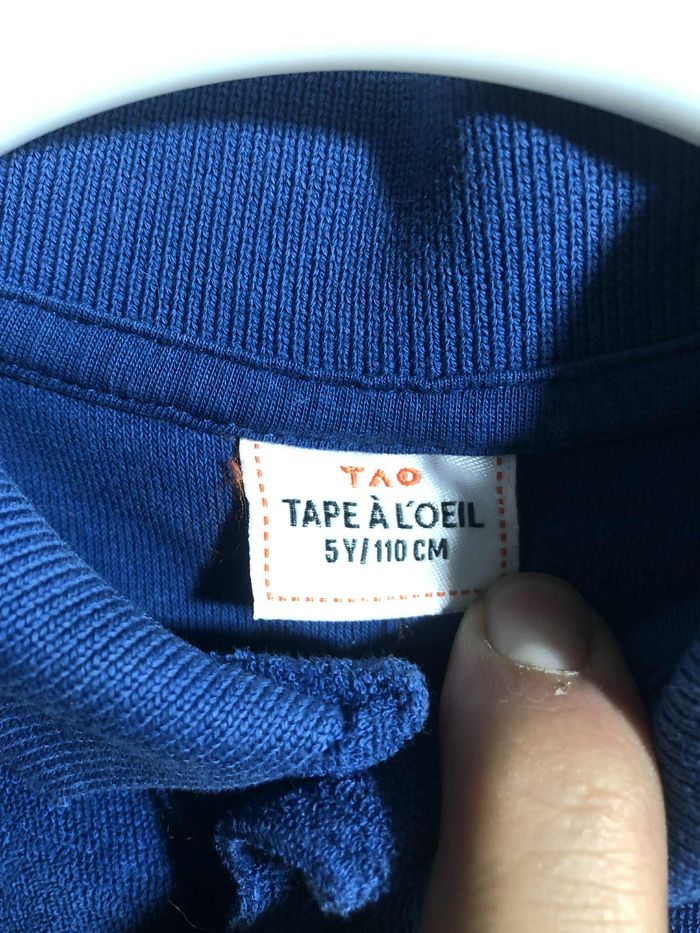 TAO
TAPE À L'OEIL
5Y/110 CM